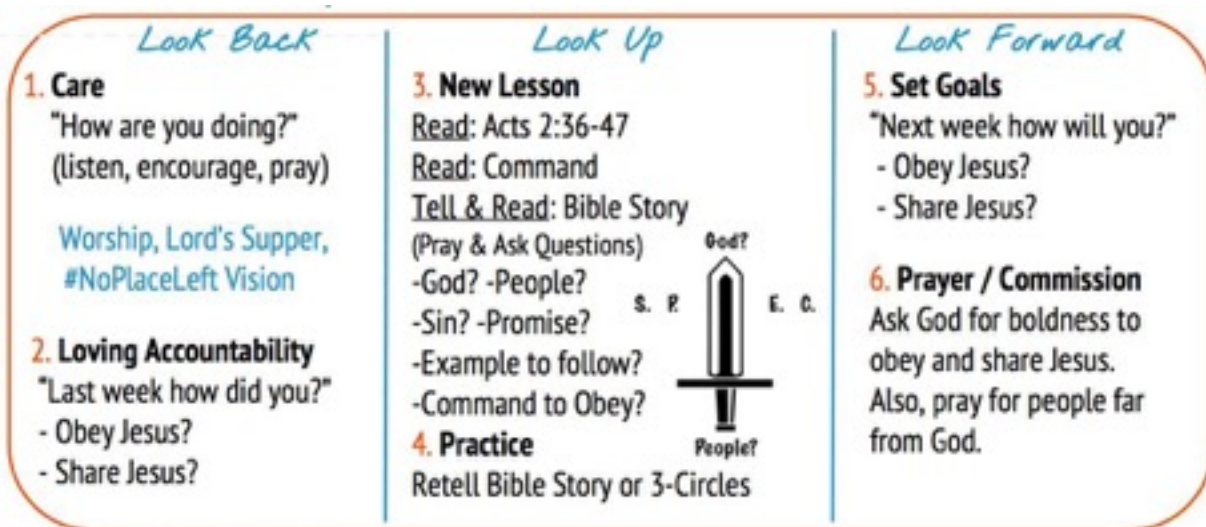 Look Back
1. Care
"How are you doing?"
(listen, encourage, pray)
Worship, Lord's Supper,
#NoPlaceLeft Vision
2. Loving Accountability
"Last week how did you?"
- Obey Jesus?
- Share Jesus?
Look Up
3. New Lesson
Read: Acts 2:36-47
Read: Command
Tell & Read: Bible Story
(Pray & Ask Questions)
-God? -People?
-Sin? -Promise?
-Example to follow?
-Command to Obey?
God?
S. P. E. C.
People?
4. Practice
Retell Bible Story or 3-Circles
Look Forward
5. Set Goals
"Next week how will you?"
- Obey Jesus?
- Share Jesus?
6. Prayer / Commission
Ask God for boldness to
obey and share Jesus.
Also, pray for people far
from God.